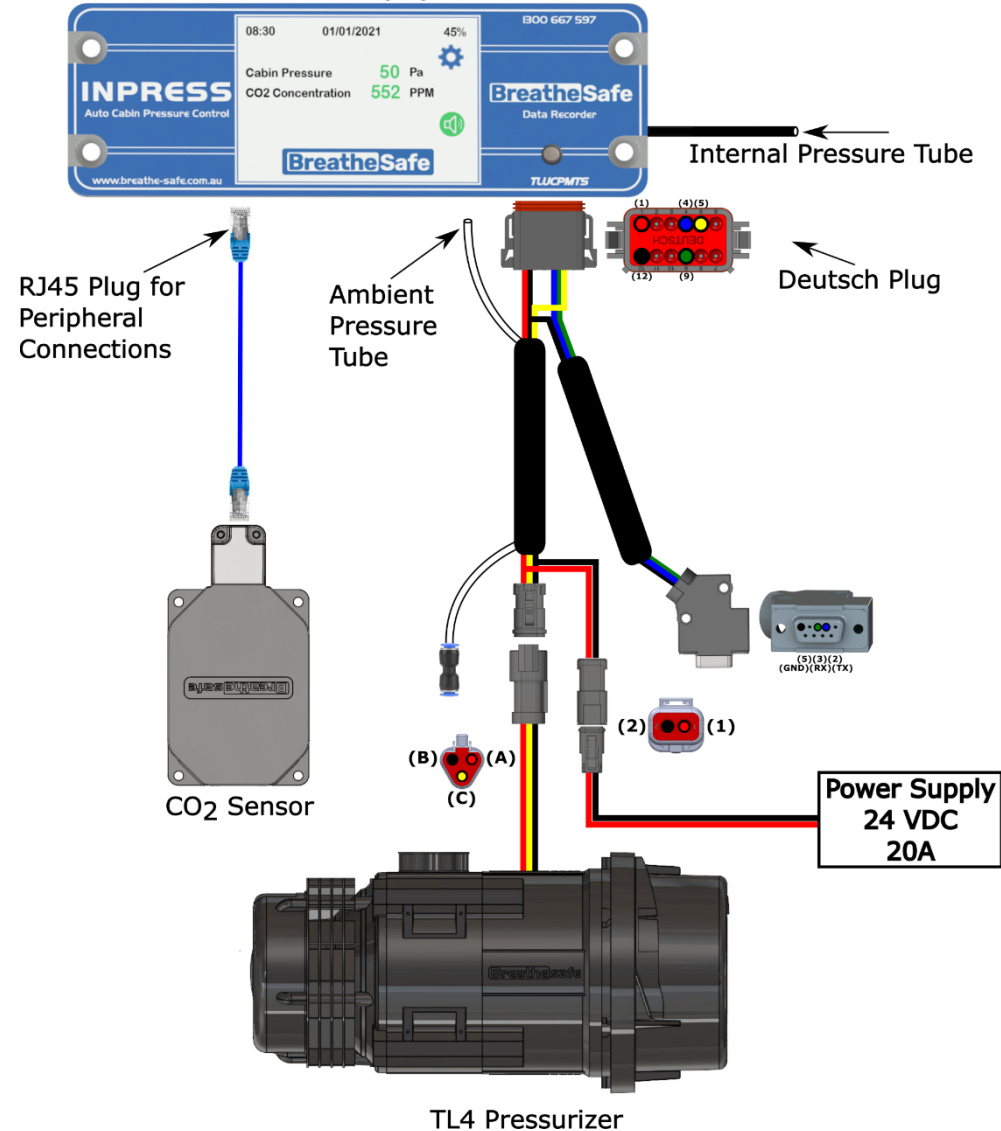 1300 667 597
08:30 01/01/2021 45%
Cabin Pressure 50 Pa
CO2 Concentration 552 PPM
INPRESS
Auto Cabin Pressure Control
BreatheSafe
Data Recorder
BreatheSafe
www.breathe-safe.com.au
TLUCPMTS
Internal Pressure Tube
(1) (4)(5)
DEUTSCH
(12) (9)
Deutsch Plug
RJ45 Plug for
Peripheral
Connections
Ambient
Pressure
Tube
(5)(3)(2)
(GND)(RX)(TX)
Breathesafe
CO2 Sensor
(2) (1)
(B) (A)
(C)
Power Supply
24 VDC
20A
Breathesafe
TL4 Pressurizer